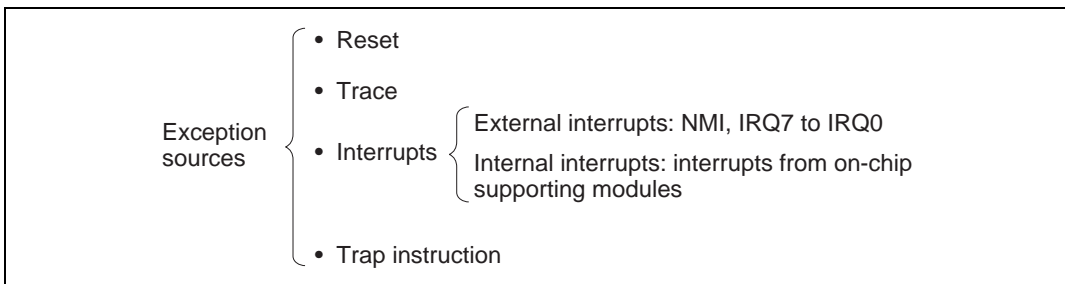 • Reset
• Trace
Exception
sources
• Interrupts
External interrupts: NMI, IRQ7 to IRQ0
Internal interrupts: interrupts from on-chip
supporting modules
• Trap instruction